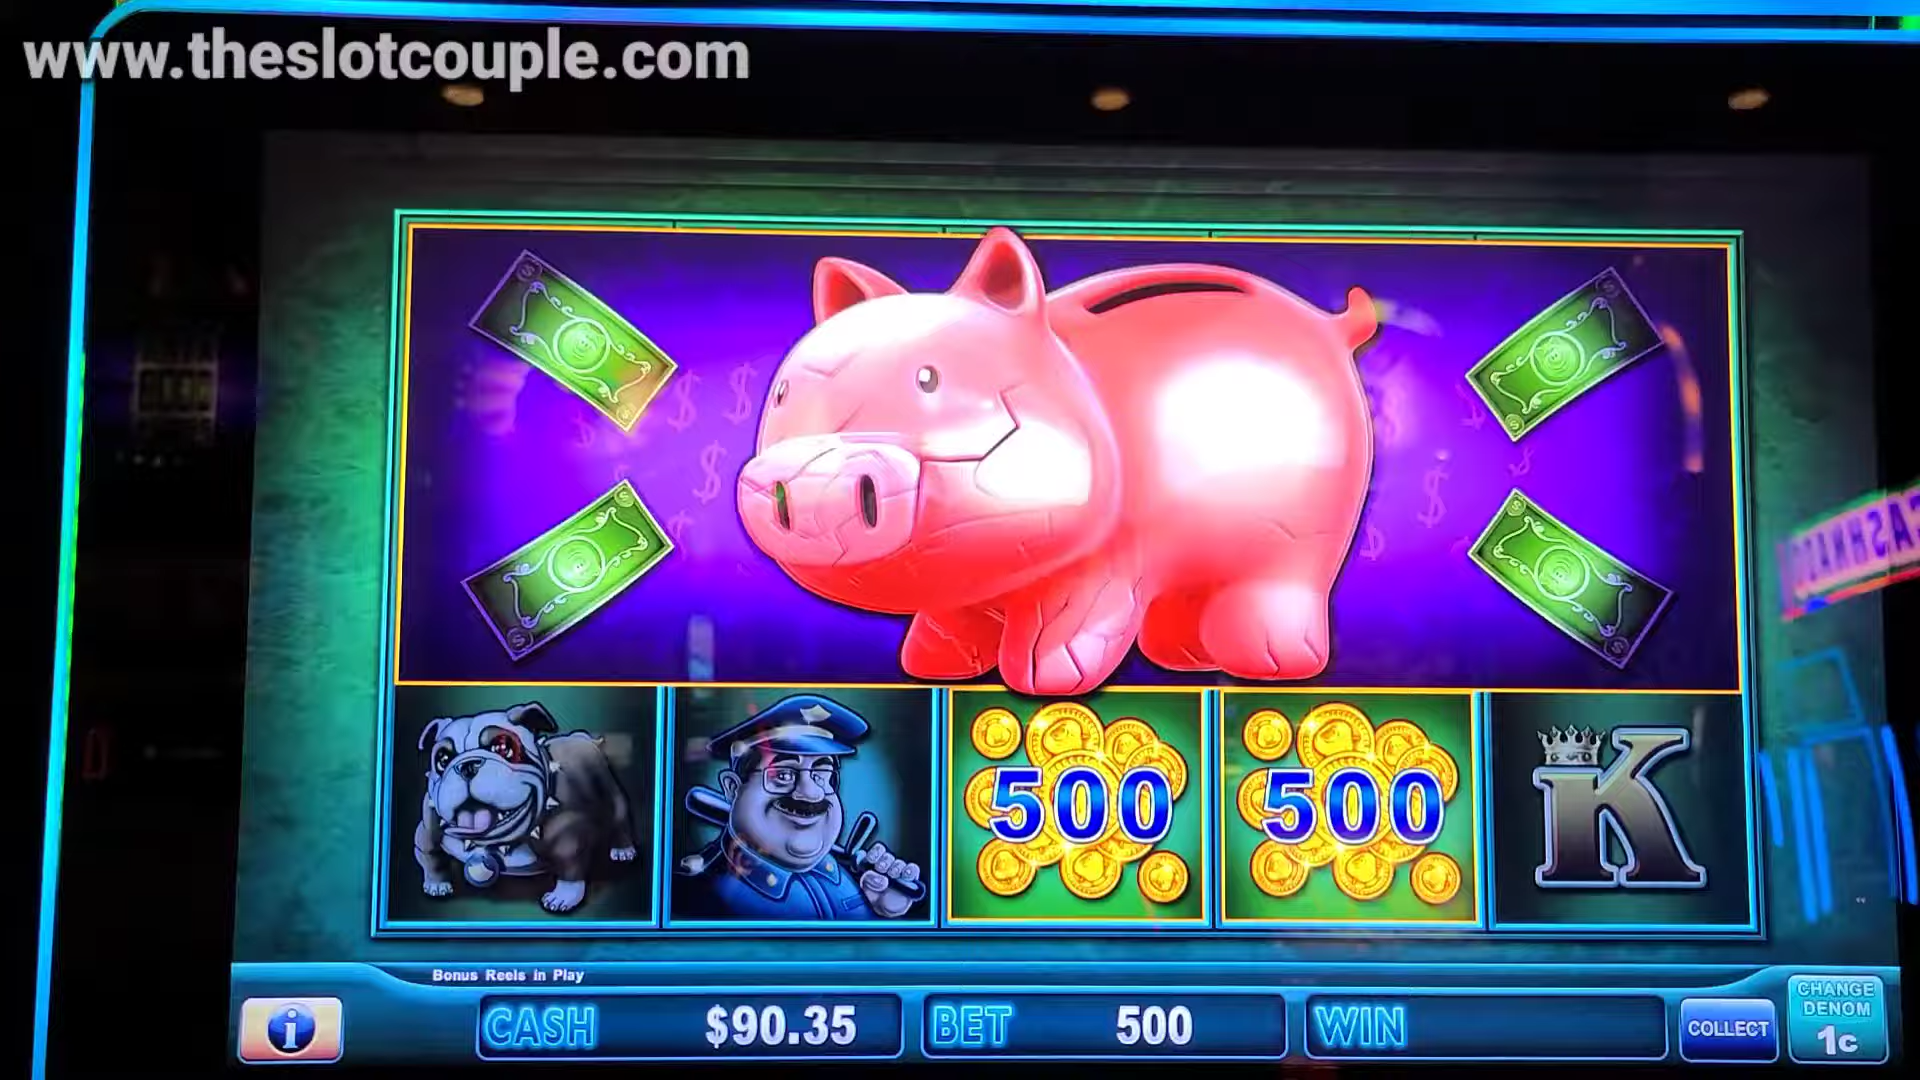 www.theslotcouple.com
CASHNADO
500 500 K
Bonus Reels in Play
CASH $90.35 BET 500 WIN COLLECT
CHANGE
DENOM
1c